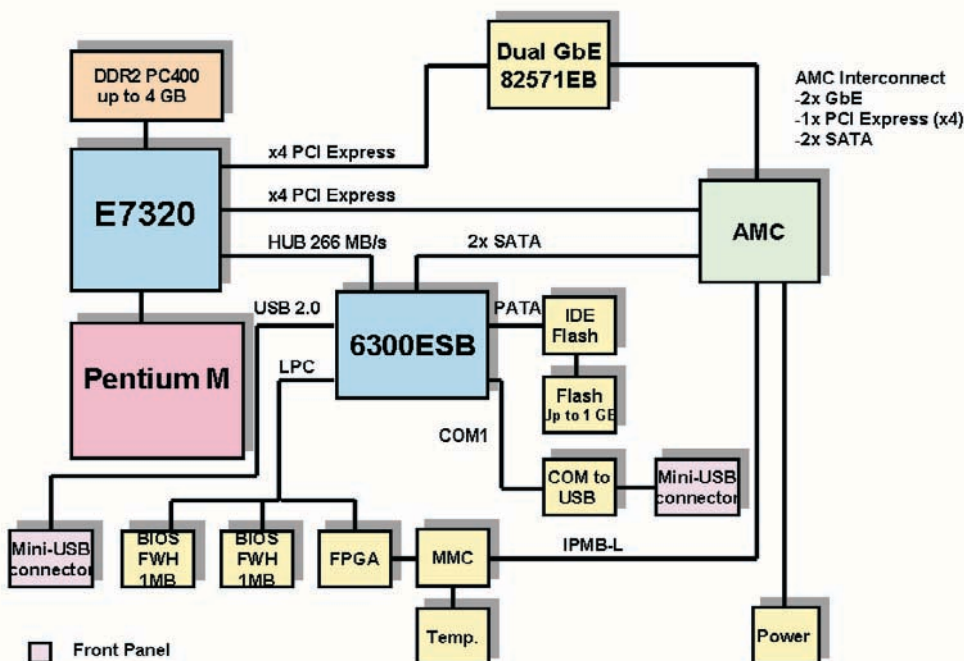 Dual GbE
82571EB
DDR2 PC400
up to 4 GB
AMC Interconnect
-2x GbE
-1x PCI Express (x4)
-2x SATA
x4 PCI Express
E7320
x4 PCI Express
AMC
HUB 266 MB/s
2x SATA
USB 2.0
PATA
IDE
Flash
6300ESB
Pentium M
LPC
Flash
Up to 1 GB
COM1
COM to
USB
Mini-USB
connector
Mini-USB
connector
BIOS
FWH
1MB
BIOS
FWH
1MB
FPGA
MMC
IPMB-L
Temp.
Power
Front Panel